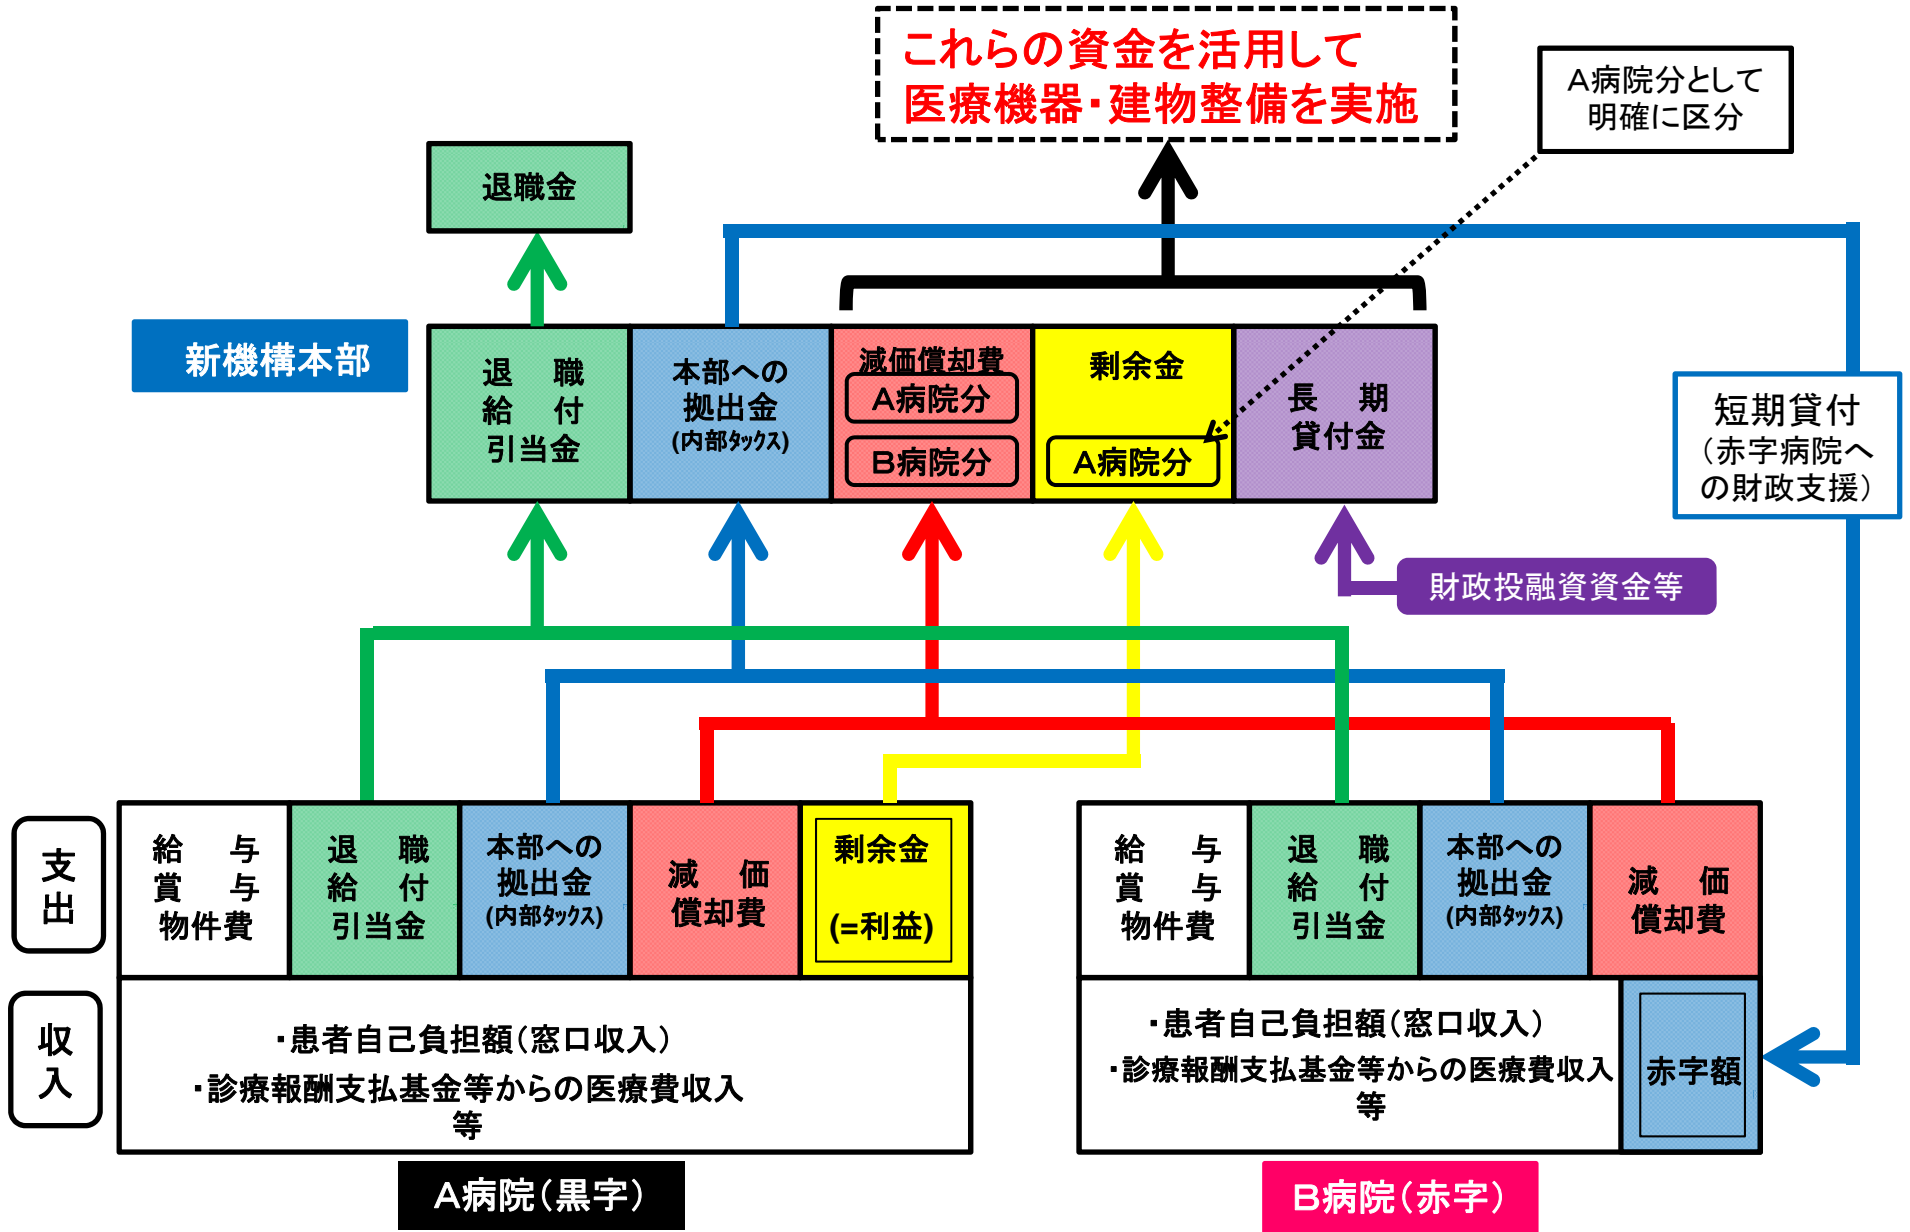 これらの資金を活用して
医療機器・建物整備を実施
A病院分として
明確に区分
退職金
新機構本部
退　職
給　付
引当金
本部への
拠出金
(内部ﾀｯｸｽ)
減価償却費
A病院分
B病院分
剰余金
A病院分
長　期
貸付金
短期貸付
（赤字病院へ
の財政支援）
財政投融資資金等
支
出
給　与
賞　与
物件費
退　職
給　付
引当金
本部への
拠出金
(内部ﾀｯｸｽ)
減　価
償却費
剰余金
(=利益)
給　与
賞　与
物件費
退　職
給　付
引当金
本部への
拠出金
(内部ﾀｯｸｽ)
減　価
償却費
収
入
・患者自己負担額（窓口収入）
・診療報酬支払基金等からの医療費収入
等
・患者自己負担額（窓口収入）
・診療報酬支払基金等からの医療費収入
等
赤字額
A病院（黒字）
B病院（赤字）